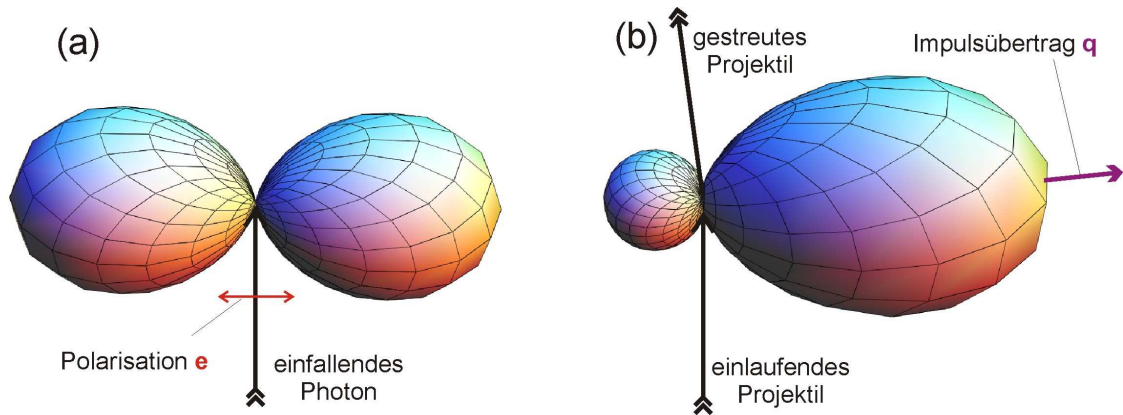 (a)
Polarisation e
einfallendes
Photon
(b)
gestreutes
Projektil
Impulsübertrag q
einlaufendes
Projektil